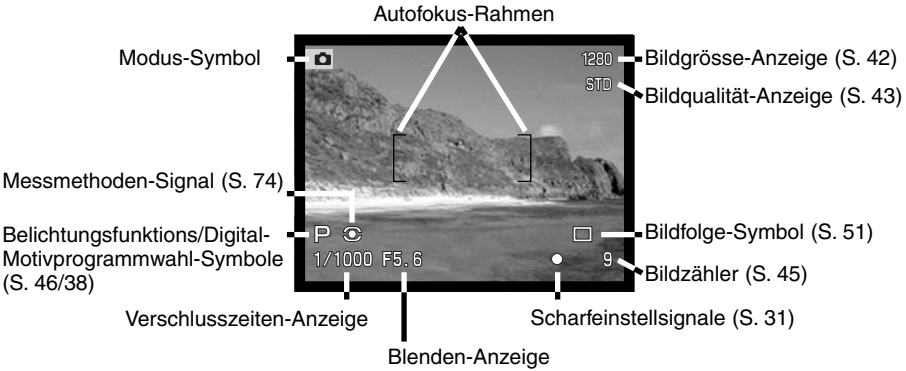 Autofokus-Rahmen
Modus-Symbol
1280
Bildgrösse-Anzeige (S. 42)
STD
Bildqualität-Anzeige (S. 43)
Messmethoden-Signal (S. 74)
Belichtungsfunktions/Digital-
Motivprogrammwahl-Symbole
(S. 46/38)
P
Bildfolge-Symbol (S. 51)
1/1000 F5.6
9
Bildzähler (S. 45)
Verschlusszeiten-Anzeige
Scharfeinstellsignale (S. 31)
Blenden-Anzeige